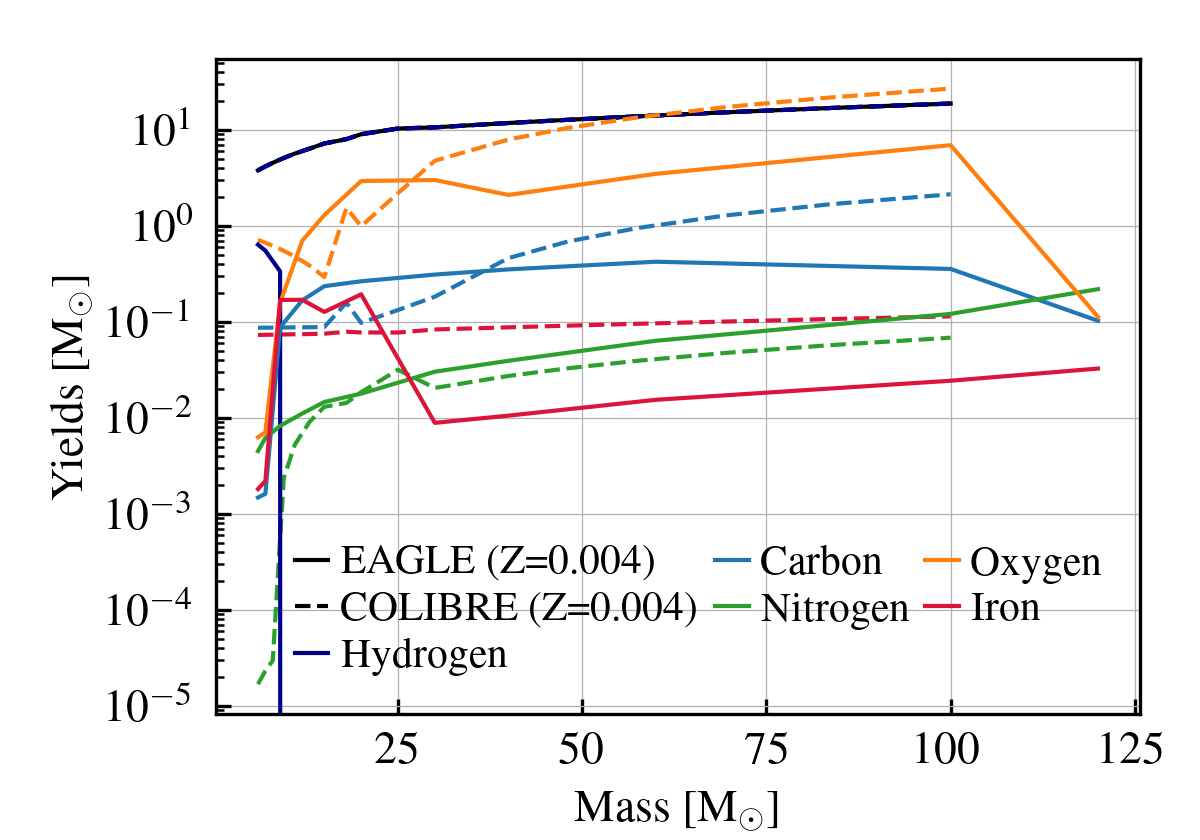 10¹
10⁰
10⁻¹
10⁻²
10⁻³
10⁻⁴
10⁻⁵
Yields [M☉]
EAGLE (Z=0.004)
COLIBRE (Z=0.004)
Hydrogen
Carbon
Nitrogen
Oxygen
Iron
25 50 75 100 125
Mass [M☉]